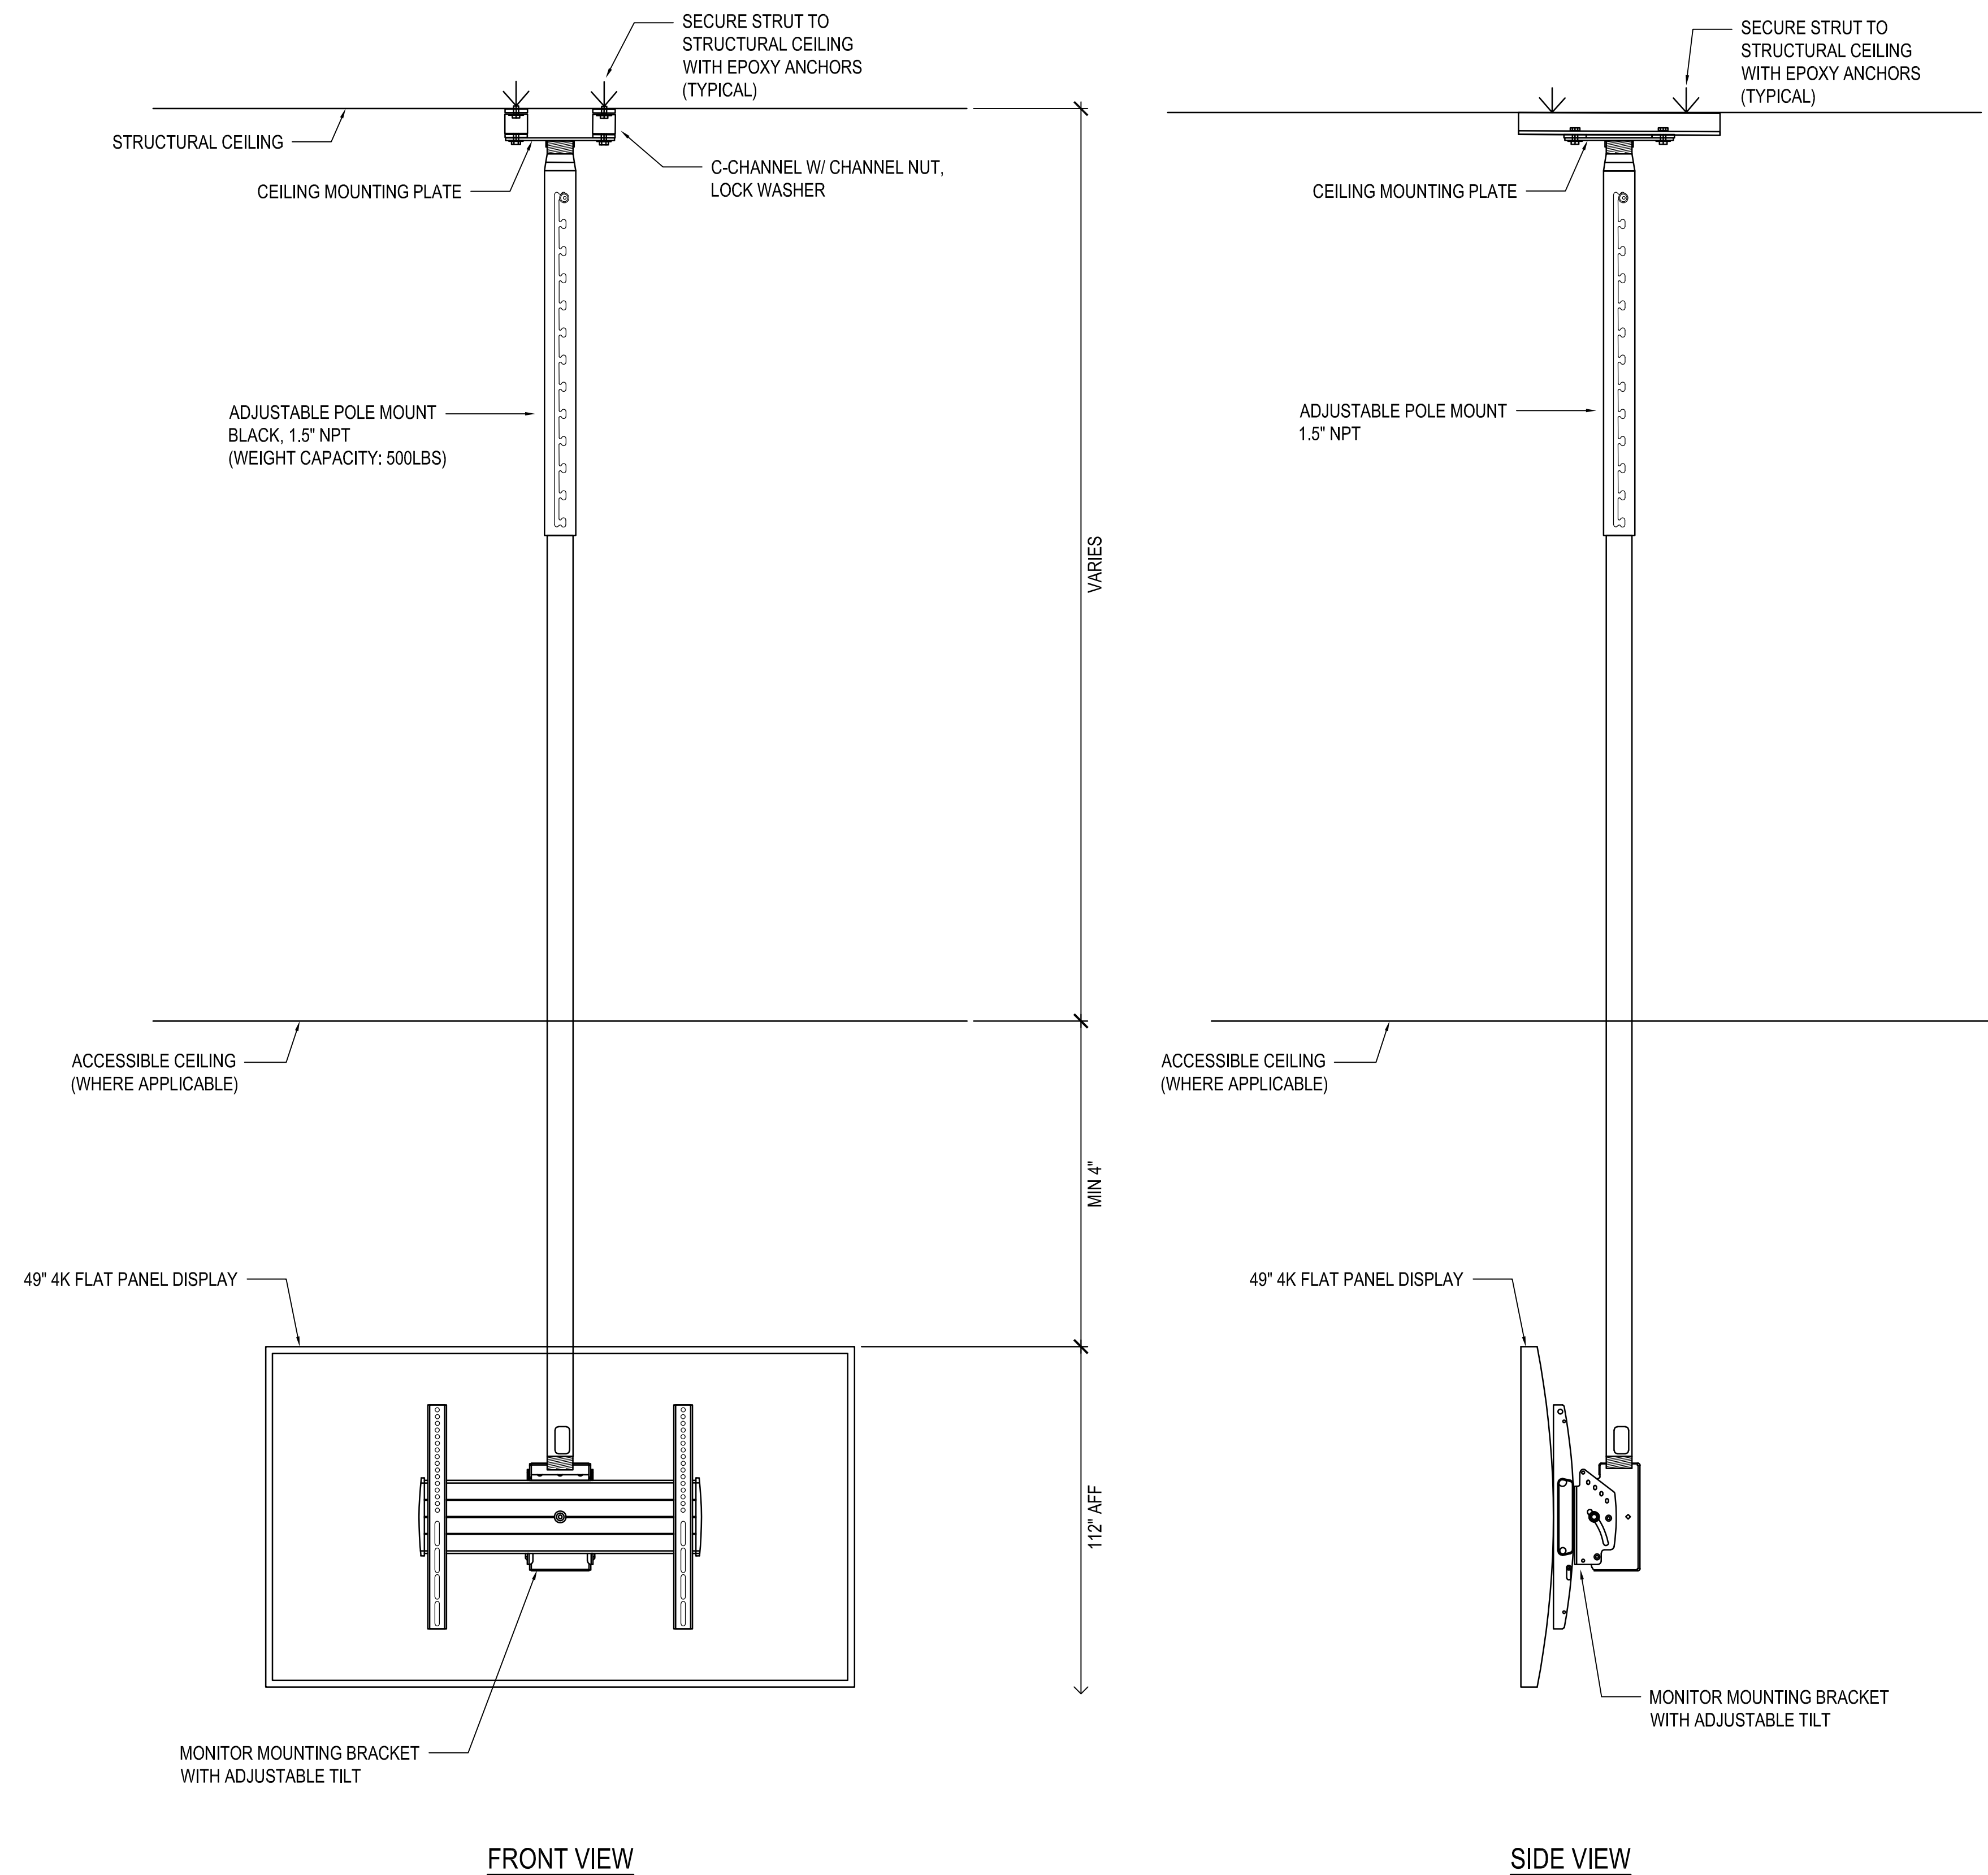 SECURE STRUT TO
STRUCTURAL CEILING
WITH EPOXY ANCHORS
(TYPICAL)
STRUCTURAL CEILING
C-CHANNEL W/ CHANNEL NUT,
LOCK WASHER
CEILING MOUNTING PLATE
ADJUSTABLE POLE MOUNT
BLACK, 1.5" NPT
(WEIGHT CAPACITY: 500LBS)
VARIES
ACCESSIBLE CEILING
(WHERE APPLICABLE)
MIN 4"
49" 4K FLAT PANEL DISPLAY
112" AFF
MONITOR MOUNTING BRACKET
WITH ADJUSTABLE TILT
FRONT VIEW
SECURE STRUT TO
STRUCTURAL CEILING
WITH EPOXY ANCHORS
(TYPICAL)
CEILING MOUNTING PLATE
ADJUSTABLE POLE MOUNT
1.5" NPT
ACCESSIBLE CEILING
(WHERE APPLICABLE)
49" 4K FLAT PANEL DISPLAY
MONITOR MOUNTING BRACKET
WITH ADJUSTABLE TILT
SIDE VIEW